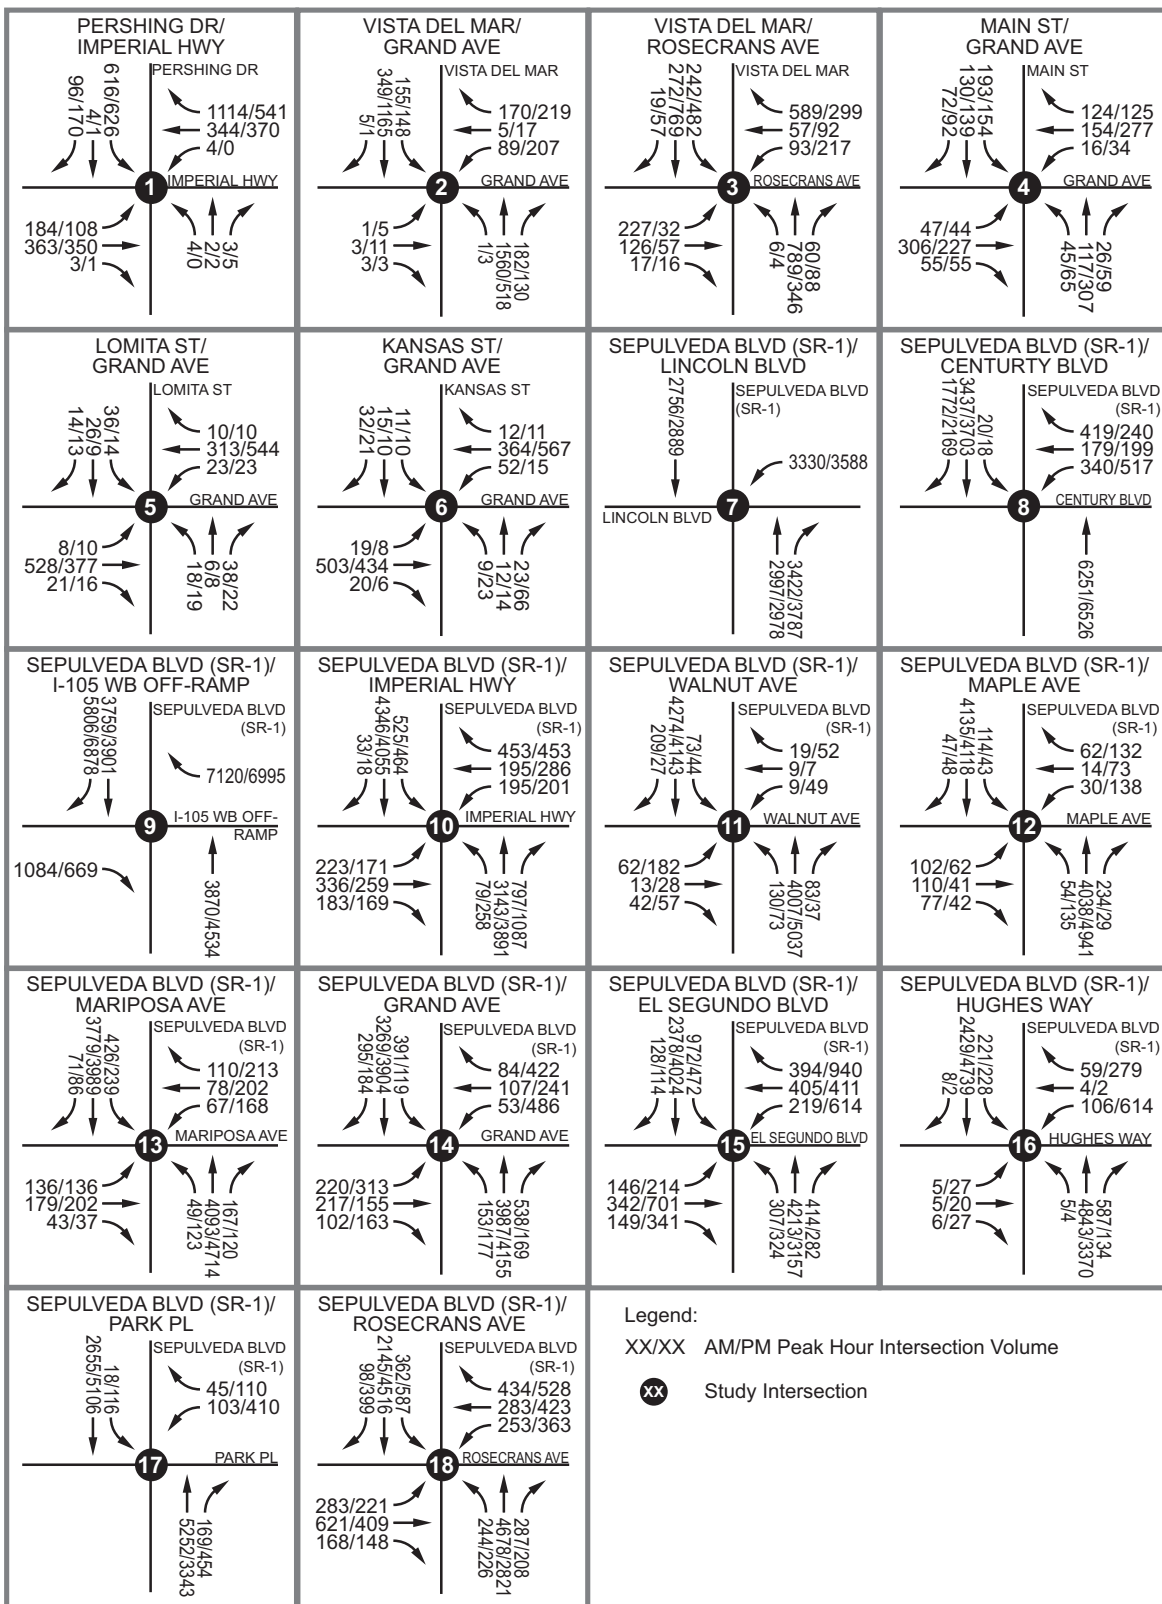 PERSHING DR/
IMPERIAL HWY
PERSHING DR
616/626
4/1
96/170
1114/541
344/370
4/0
1
IMPERIAL HWY
184/108
363/350
3/1
4/0
2/2
3/5
VISTA DEL MAR/
GRAND AVE
VISTA DEL MAR
155/148
349/1165
5/1
170/219
5/17
89/207
2
GRAND AVE
1/5
3/11
3/3
1/3
1560/518
182/130
VISTA DEL MAR/
ROSECRANS AVE
VISTA DEL MAR
242/482
272/769
19/57
589/299
57/92
93/217
3
ROSECRANS AVE
227/32
126/57
17/16
6/4
789/346
60/88
MAIN ST/
GRAND AVE
MAIN ST
193/154
130/139
72/92
124/125
154/277
16/34
4
GRAND AVE
47/44
306/227
55/55
45/65
117/307
26/59
LOMITA ST/
GRAND AVE
LOMITA ST
36/14
26/9
14/13
10/10
313/544
23/23
5
GRAND AVE
8/10
528/377
21/16
18/19
6/8
38/22
KANSAS ST/
GRAND AVE
KANSAS ST
11/10
15/10
32/21
12/11
364/567
52/15
6
GRAND AVE
19/8
503/434
20/6
9/23
12/14
23/66
SEPULVEDA BLVD (SR-1)/
LINCOLN BLVD
SEPULVEDA BLVD
(SR-1)
2756/2889
3330/3588
7
LINCOLN BLVD
2997/2978
3422/3787
SEPULVEDA BLVD (SR-1)/
CENTURTY BLVD
SEPULVEDA BLVD
(SR-1)
20/18
3437/3703
1772/2169
419/240
179/199
340/517
8
CENTURY BLVD
6251/6526
SEPULVEDA BLVD (SR-1)/
I-105 WB OFF-RAMP
SEPULVEDA BLVD
(SR-1)
3759/3901
5806/6878
7120/6995
9
I-105 WB OFF-
RAMP
1084/669
3870/4534
SEPULVEDA BLVD (SR-1)/
IMPERIAL HWY
SEPULVEDA BLVD
(SR-1)
525/464
4346/4055
33/18
453/453
195/286
195/201
10
IMPERIAL HWY
223/171
336/259
183/169
79/258
3143/3891
797/1087
SEPULVEDA BLVD (SR-1)/
WALNUT AVE
SEPULVEDA BLVD
(SR-1)
73/44
4274/4143
209/27
19/52
9/7
9/49
11
WALNUT AVE
62/182
13/28
42/57
130/73
4007/5037
83/37
SEPULVEDA BLVD (SR-1)/
MAPLE AVE
SEPULVEDA BLVD
(SR-1)
114/43
4135/4118
47/48
62/132
14/73
30/138
12
MAPLE AVE
102/62
110/41
77/42
54/135
4038/4941
234/29
SEPULVEDA BLVD (SR-1)/
MARIPOSA AVE
SEPULVEDA BLVD
(SR-1)
426/239
3779/3989
71/86
110/213
78/202
67/168
13
MARIPOSA AVE
136/136
179/202
43/37
49/123
4093/4714
167/120
SEPULVEDA BLVD (SR-1)/
GRAND AVE
SEPULVEDA BLVD
(SR-1)
391/119
3269/3904
295/184
84/422
107/241
53/486
14
GRAND AVE
220/313
217/155
102/163
153/177
3987/4155
538/169
SEPULVEDA BLVD (SR-1)/
EL SEGUNDO BLVD
SEPULVEDA BLVD
(SR-1)
972/472
2378/4024
128/114
394/940
405/411
219/614
15
EL SEGUNDO BLVD
146/214
342/701
149/341
307/324
4213/3157
414/282
SEPULVEDA BLVD (SR-1)/
HUGHES WAY
SEPULVEDA BLVD
(SR-1)
221/228
2429/4739
8/2
59/279
4/2
106/614
16
HUGHES WAY
5/27
5/20
6/27
5/4
4843/3370
587/134
SEPULVEDA BLVD (SR-1)/
PARK PL
SEPULVEDA BLVD
(SR-1)
18/116
2655/5106
45/110
103/410
17
PARK PL
5252/3343
169/454
SEPULVEDA BLVD (SR-1)/
ROSECRANS AVE
SEPULVEDA BLVD
(SR-1)
362/587
2145/4516
98/399
434/528
283/423
253/363
18
ROSECRANS AVE
283/221
621/409
168/148
244/226
4678/2821
287/208
Legend:
XX/XX AM/PM Peak Hour Intersection Volume
XX Study Intersection